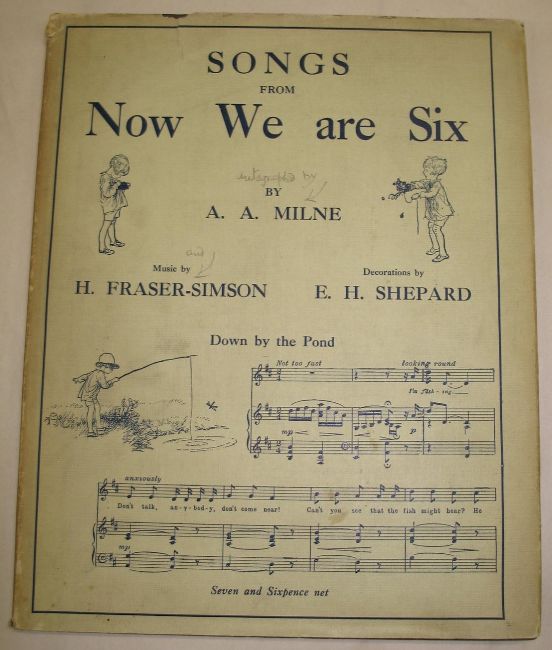 SONGS
FROM
Now We are Six
autographed by
BY
A. A. MILNE
and
Music by
H. FRASER-SIMSON
Decorations by
E. H. SHEPARD
Down by the Pond
Not too fast
looking round
I'm fish-ing
mp
p
anxiously
Don't talk, an-y-bod-y, don't come near! Can't you see that the fish might hear? He
mp
Seven and Sixpence net